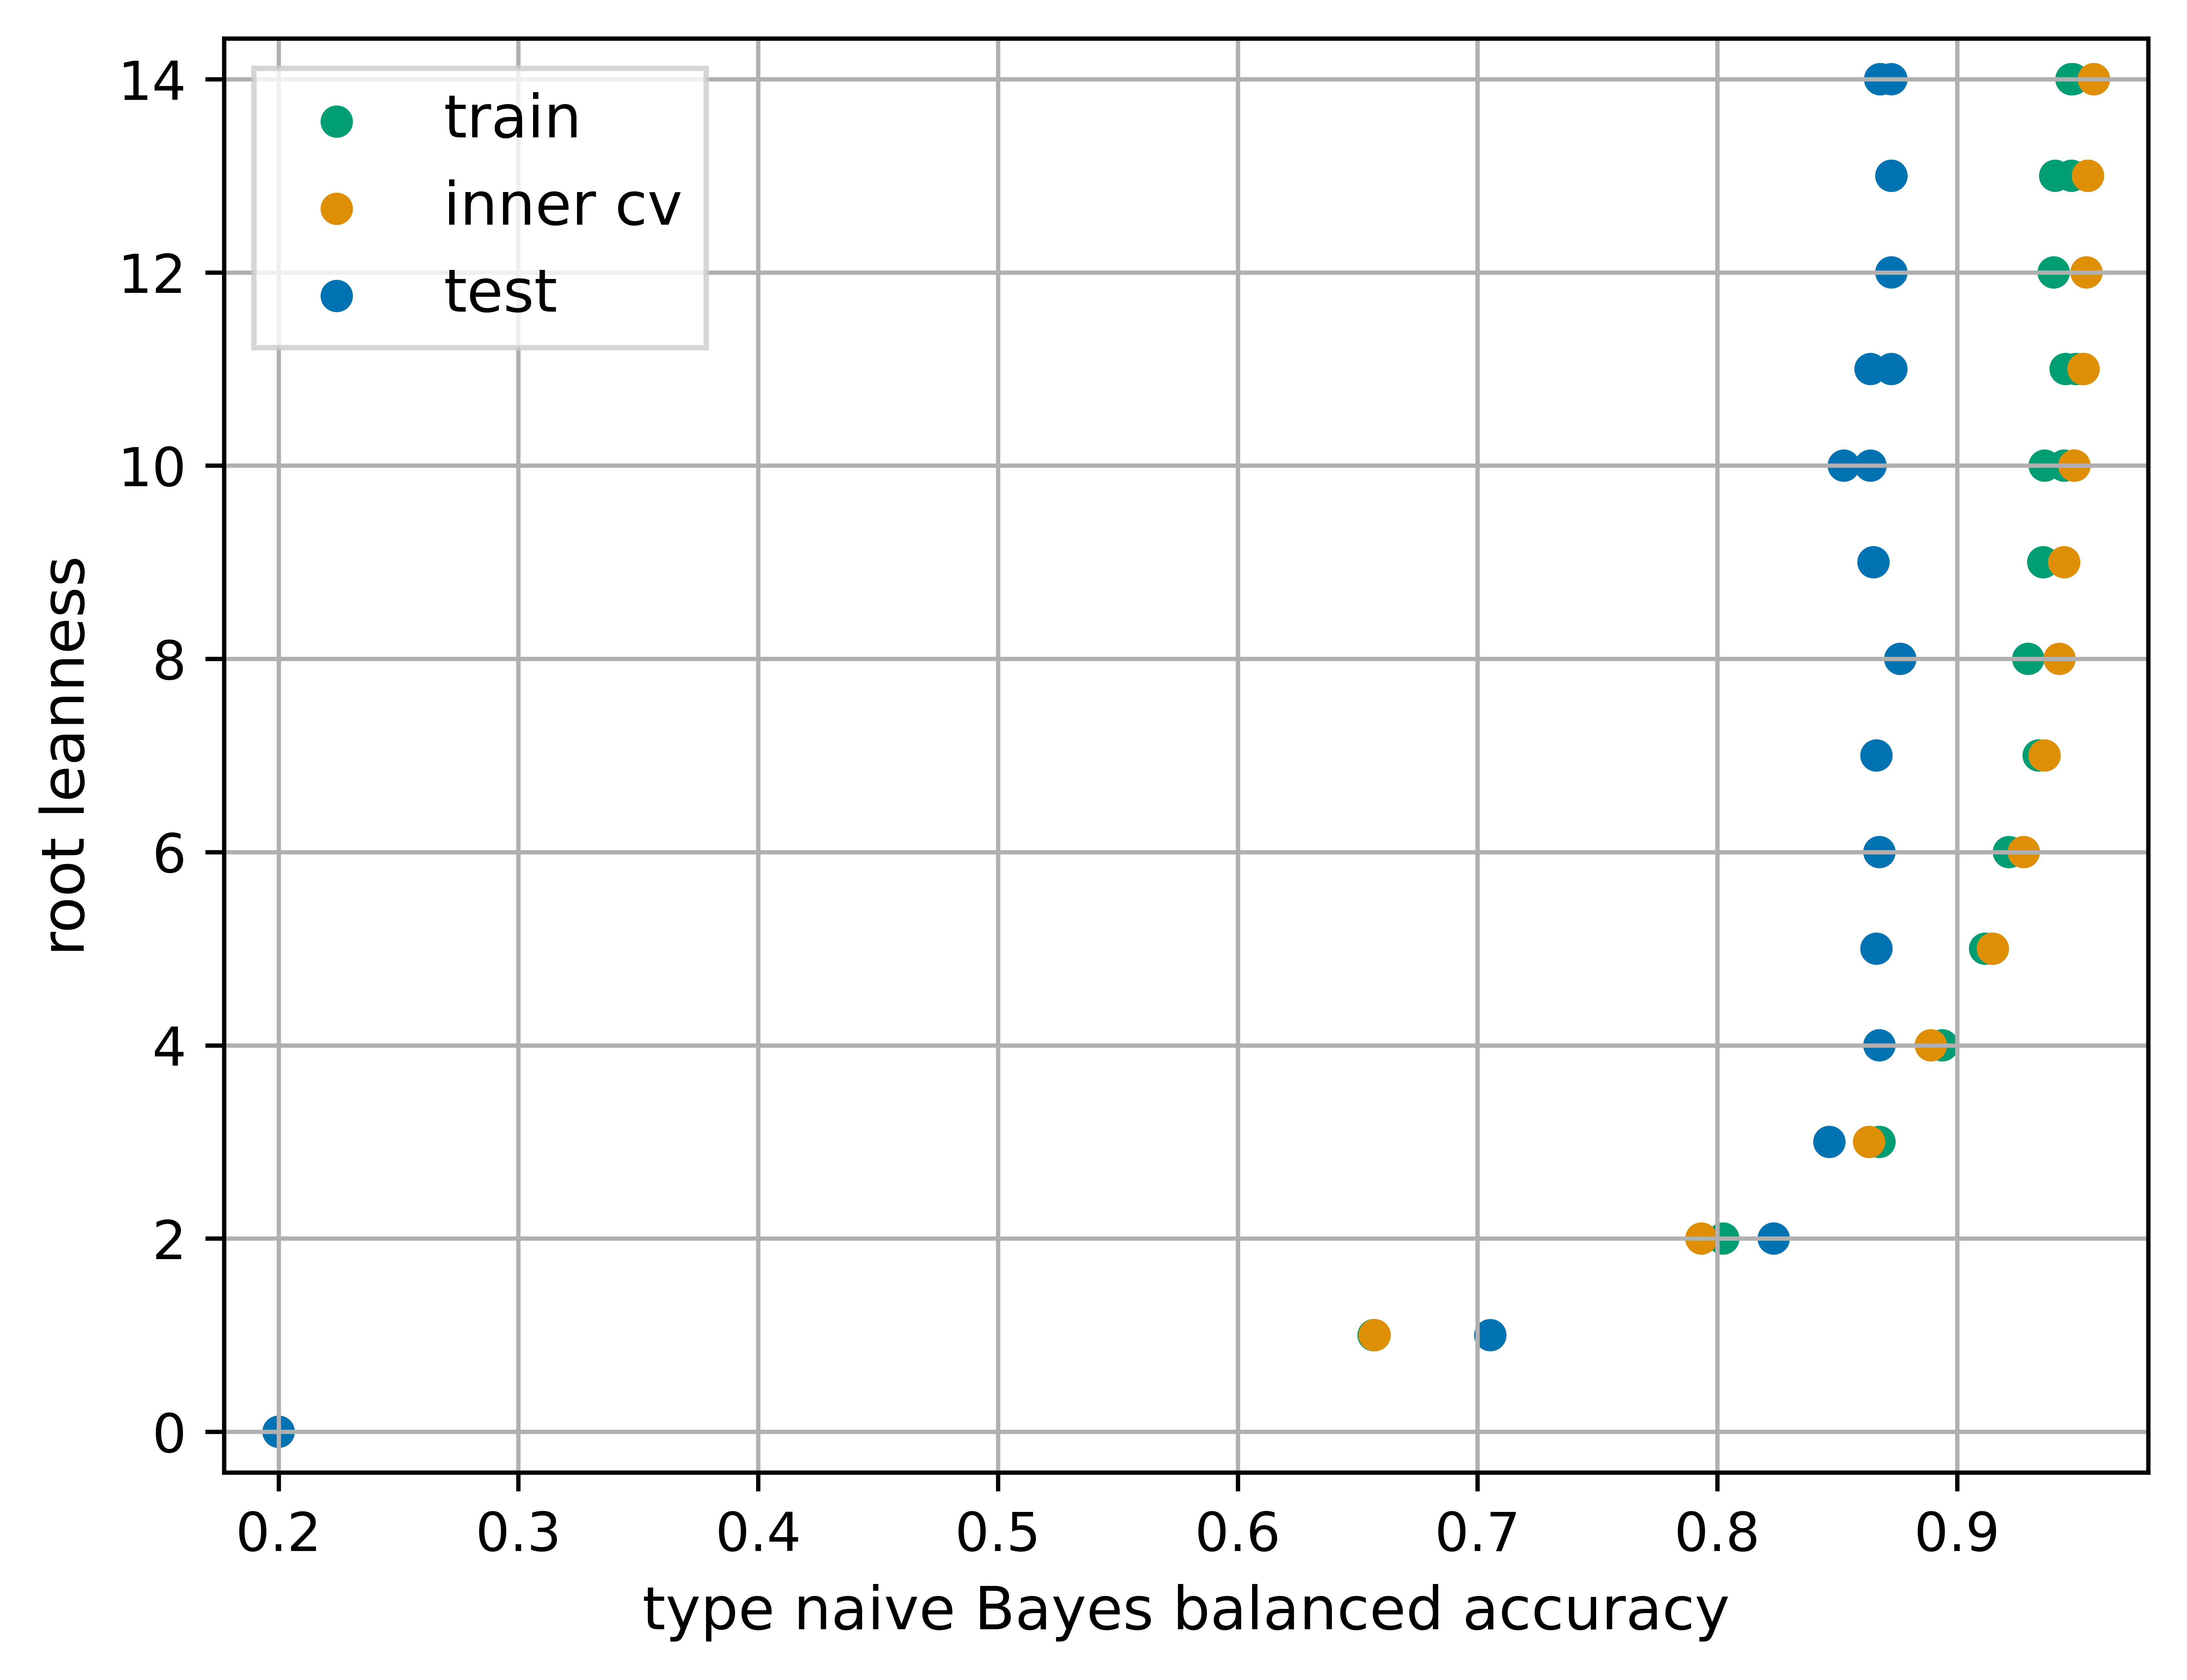 14
12
10
8
6
4
2
0
root leanness
train
inner cv
test
0.2 0.3 0.4 0.5 0.6 0.7 0.8 0.9
type naive Bayes balanced accuracy